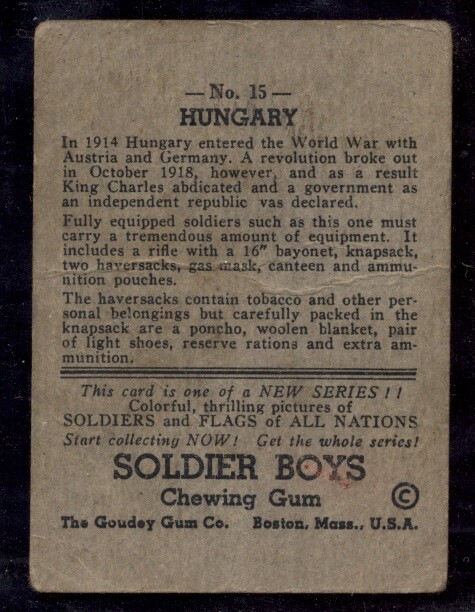 — No. 15 —
HUNGARY
In 1914 Hungary entered the World War with
Austria and Germany. A revolution broke out
in October 1918, however, and as a result
King Charles abdicated and a government as
an independent republic vas declared.
Fully equipped soldiers such as this one must
carry a tremendous amount of equipment. It
includes a rifle with a 16" bayonet, knapsack,
two haversacks, gas mask, canteen and ammu-
nition pouches.
The haversacks contain tobacco and other per-
sonal belongings but carefully packed in the
knapsack are a poncho, woolen blanket, pair
of light shoes, reserve rations and extra am-
munition.
This card is one of a NEW SERIES!!
Colorful, thrilling pictures of
SOLDIERS and FLAGS of ALL NATIONS
Start collecting NOW! Get the whole series!
SOLDIER BOYS
Chewing Gum ©
The Goudey Gum Co. Boston, Mass., U.S.A.